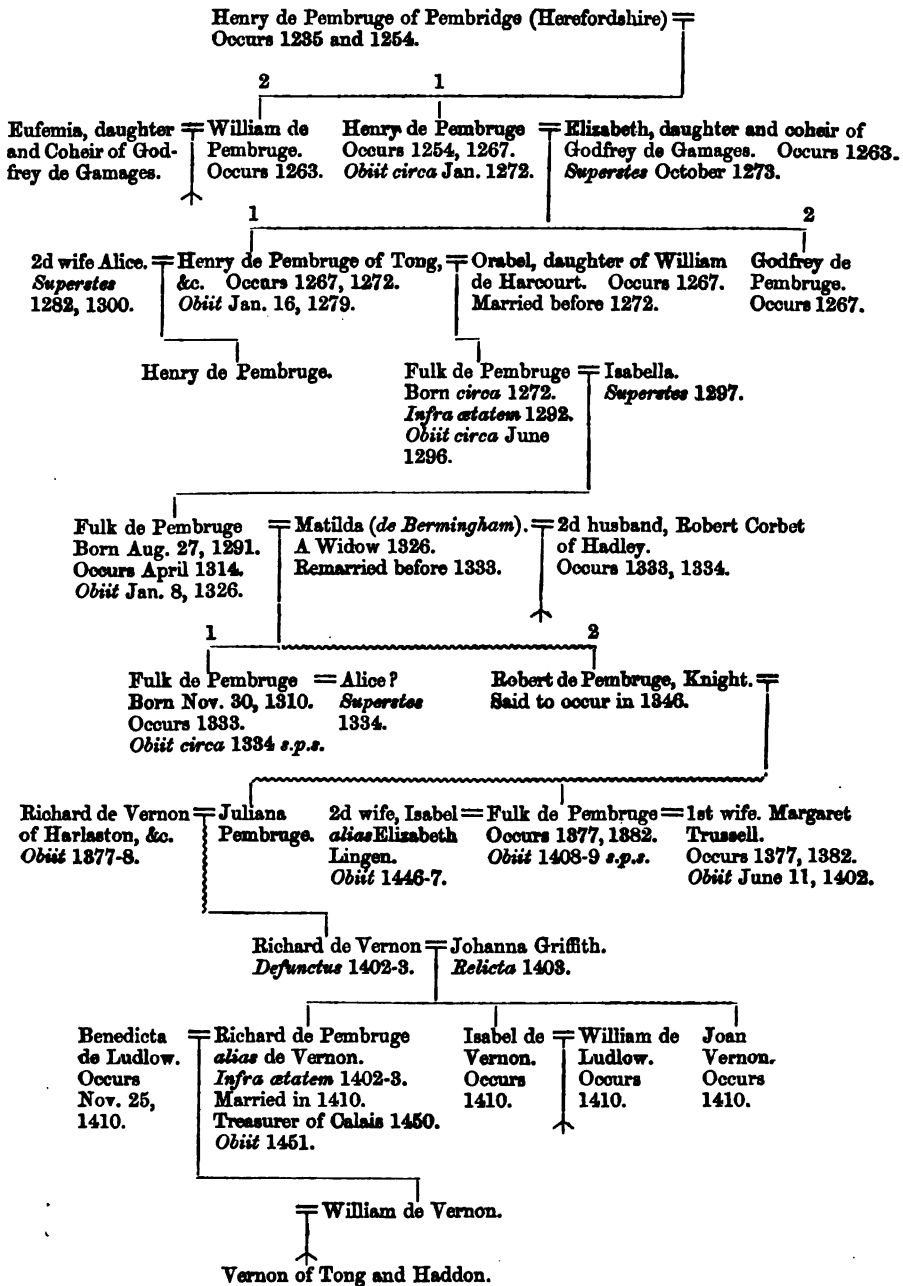 Henry de Pembruge of Pembridge (Herefordshire) =
Occurs 1235 and 1254.
2 1
Eufemia, daughter = William de Henry de Pembruge = Elizabeth, daughter and coheir of
and Coheir of God- Pembruge. Occurs 1254, 1267. Godfrey de Gamages. Occurs 1263.
frey de Gamages. Occurs 1263. Obiit circa Jan. 1272. Superstes October 1273.
1 2
2d wife Alice. = Henry de Pembruge of Tong, = Orabel, daughter of William Godfrey de
Superstes &c. Occurs 1267, 1272. de Harcourt. Occurs 1267. Pembruge.
1282, 1300. Obiit Jan. 16, 1279. Married before 1272. Occurs 1267.
Henry de Pembruge. Fulk de Pembruge = Isabella.
Born circa 1272. Superstes 1297.
Infra ætatem 1292.
Obiit circa June
1296.
Fulk de Pembruge = Matilda (de Bermingham). = 2d husband, Robert Corbet
Born Aug. 27, 1291. A Widow 1326. of Hadley.
Occurs April 1314. Remarried before 1333. Occurs 1333, 1334.
Obiit Jan. 8, 1326.
1 2
Fulk de Pembruge = Alice? Robert de Pembruge, Knight. =
Born Nov. 30, 1310. Superstes Said to occur in 1346.
Occurs 1333. 1334.
Obiit circa 1334 s.p.s.
Richard de Vernon = Juliana 2d wife, Isabel = Fulk de Pembruge = 1st wife. Margaret
of Harlaston, &c. Pembruge. alias Elizabeth Occurs 1377, 1382. Trussell.
Obiit 1377-8. Lingen. Obiit 1408-9 s.p.s. Occurs 1377, 1382.
Obiit 1446-7. Obiit June 11, 1402.
Richard de Vernon = Johanna Griffith.
Defunctus 1402-3. Relicta 1403.
Benedicta = Richard de Pembruge Isabel de = William de Joan
de Ludlow. alias de Vernon. Vernon. Ludlow. Vernon.
Occurs Infra ætatem 1402-3. Occurs Occurs Occurs
Nov. 25, Married in 1410. 1410. 1410. 1410.
1410. Treasurer of Calais 1450.
Obiit 1451.
= William de Vernon.
Vernon of Tong and Haddon.